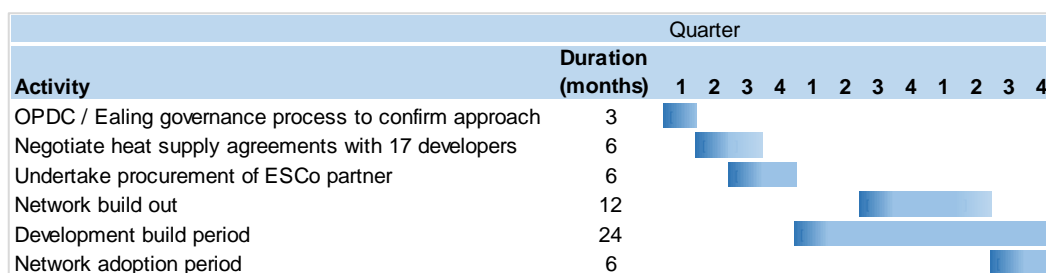 Quarter
Duration
Activity (months) 1 2 3 4 1 2 3 4 1 2 3 4
OPDC / Ealing governance process to confirm approach 3
Negotiate heat supply agreements with 17 developers 6
Undertake procurement of ESCo partner 6
Network build out 12
Development build period 24
Network adoption period 6